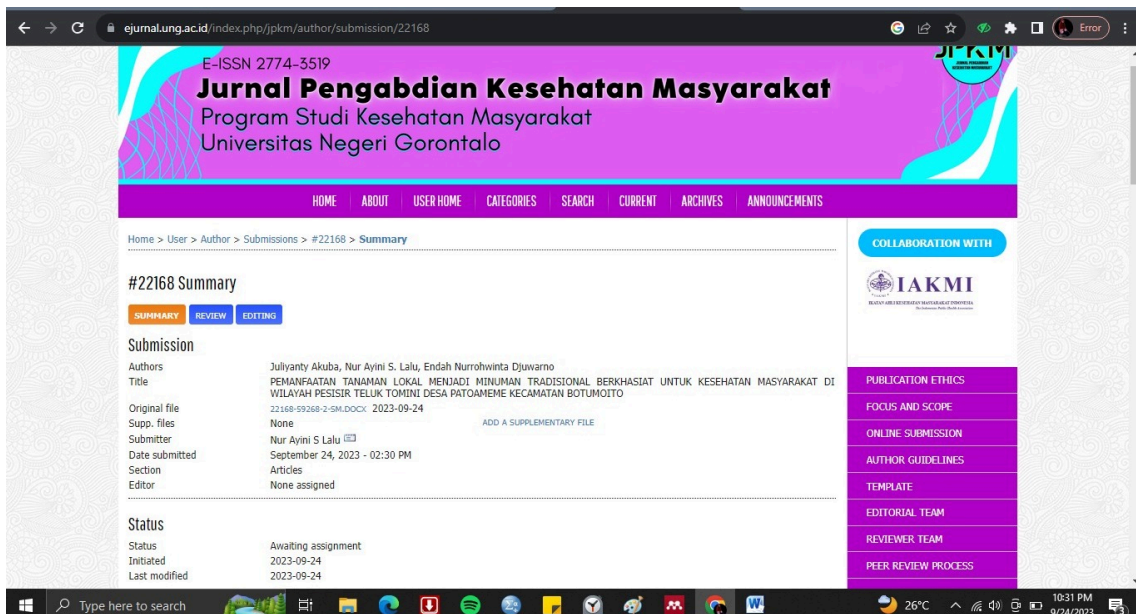 ejurnal.ung.ac.id/index.php/jpkm/author/submission/22168
Error
E-ISSN 2774-3519
JPKM
Jurnal Pengabdian Kesehatan Masyarakat
Program Studi Kesehatan Masyarakat
Universitas Negeri Gorontalo
HOME ABOUT USER HOME CATEGORIES SEARCH CURRENT ARCHIVES ANNOUNCEMENTS
Home > User > Author > Submissions > #22168 > Summary
#22168 Summary
SUMMARY REVIEW EDITING
Submission
Authors Juliyanty Akuba, Nur Ayini S. Lalu, Endah Nurrohwinta Djuwarno
Title PEMANFAATAN TANAMAN LOKAL MENJADI MINUMAN TRADISIONAL BERKHASIAT UNTUK KESEHATAN MASYARAKAT DI
WILAYAH PESISIR TELUK TOMINI DESA PATOAMEME KECAMATAN BOTUMOITO
Original file 22168-59268-2-SM.DOCX 2023-09-24
Supp. files None ADD A SUPPLEMENTARY FILE
Submitter Nur Ayini S Lalu
Date submitted September 24, 2023 - 02:30 PM
Section Articles
Editor None assigned
Status
Status Awaiting assignment
Initiated 2023-09-24
Last modified 2023-09-24
COLLABORATION WITH
IAKMI
IKATAN AHLI KESEHATAN MASYARAKAT INDONESIA
PUBLICATION ETHICS
FOCUS AND SCOPE
ONLINE SUBMISSION
AUTHOR GUIDELINES
TEMPLATE
EDITORIAL TEAM
REVIEWER TEAM
PEER REVIEW PROCESS
Type here to search
26°C
10:31 PM
9/24/2023